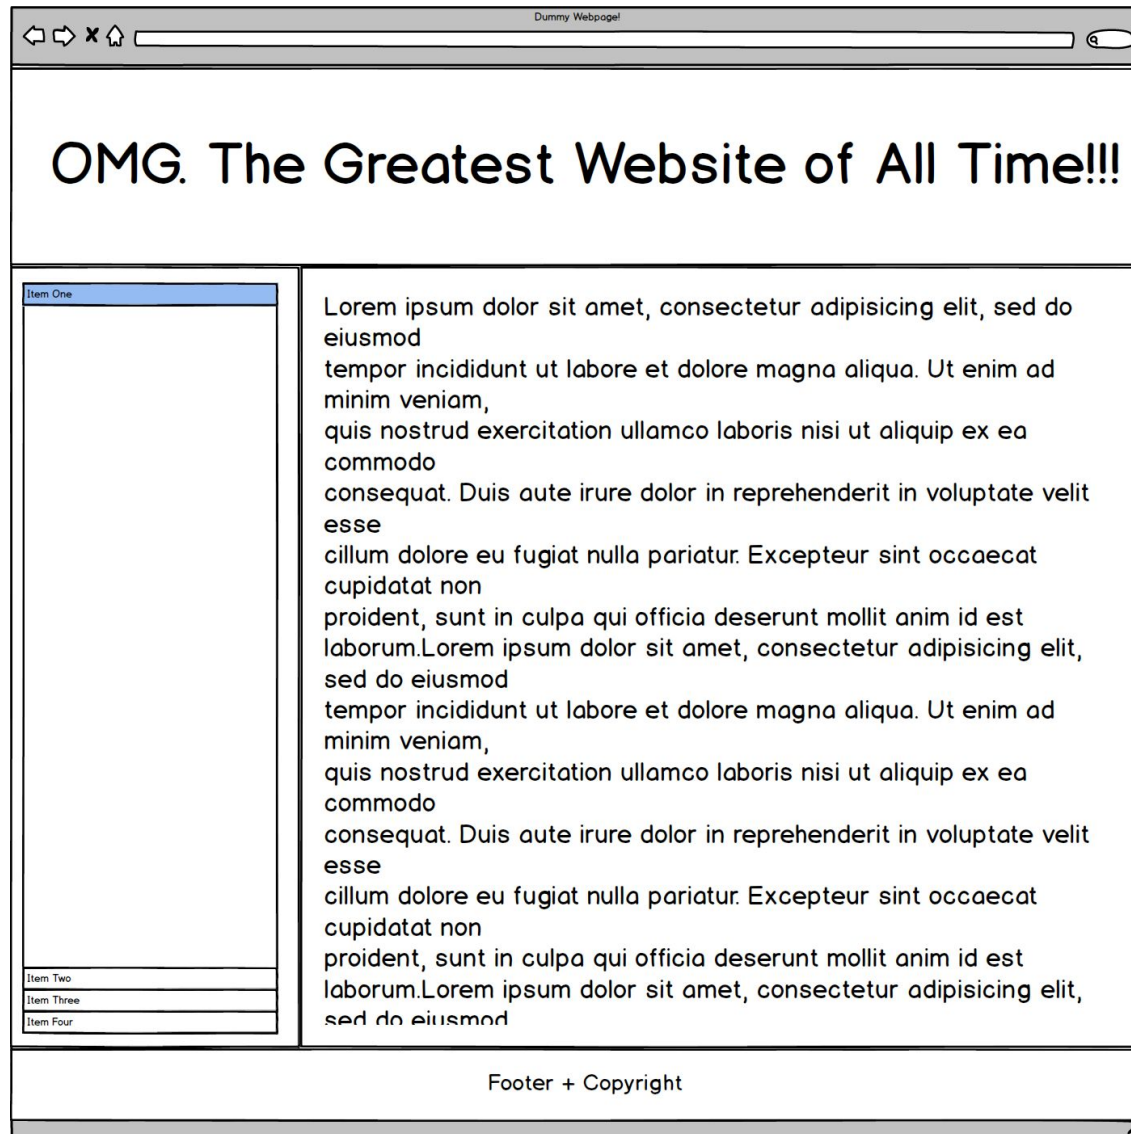 Dummy Webpage!
OMG. The Greatest Website of All Time!!!
Item One
Item Two
Item Three
Item Four
Lorem ipsum dolor sit amet, consectetur adipisicing elit, sed do
eiusmod
tempor incididunt ut labore et dolore magna aliqua. Ut enim ad
minim veniam,
quis nostrud exercitation ullamco laboris nisi ut aliquip ex ea
commodo
consequat. Duis aute irure dolor in reprehenderit in voluptate velit
esse
cillum dolore eu fugiat nulla pariatur. Excepteur sint occaecat
cupidatat non
proident, sunt in culpa qui officia deserunt mollit anim id est
laborum.Lorem ipsum dolor sit amet, consectetur adipisicing elit,
sed do eiusmod
tempor incididunt ut labore et dolore magna aliqua. Ut enim ad
minim veniam,
quis nostrud exercitation ullamco laboris nisi ut aliquip ex ea
commodo
consequat. Duis aute irure dolor in reprehenderit in voluptate velit
esse
cillum dolore eu fugiat nulla pariatur. Excepteur sint occaecat
cupidatat non
proident, sunt in culpa qui officia deserunt mollit anim id est
laborum.Lorem ipsum dolor sit amet, consectetur adipisicing elit,
sed do eiusmod
Footer + Copyright